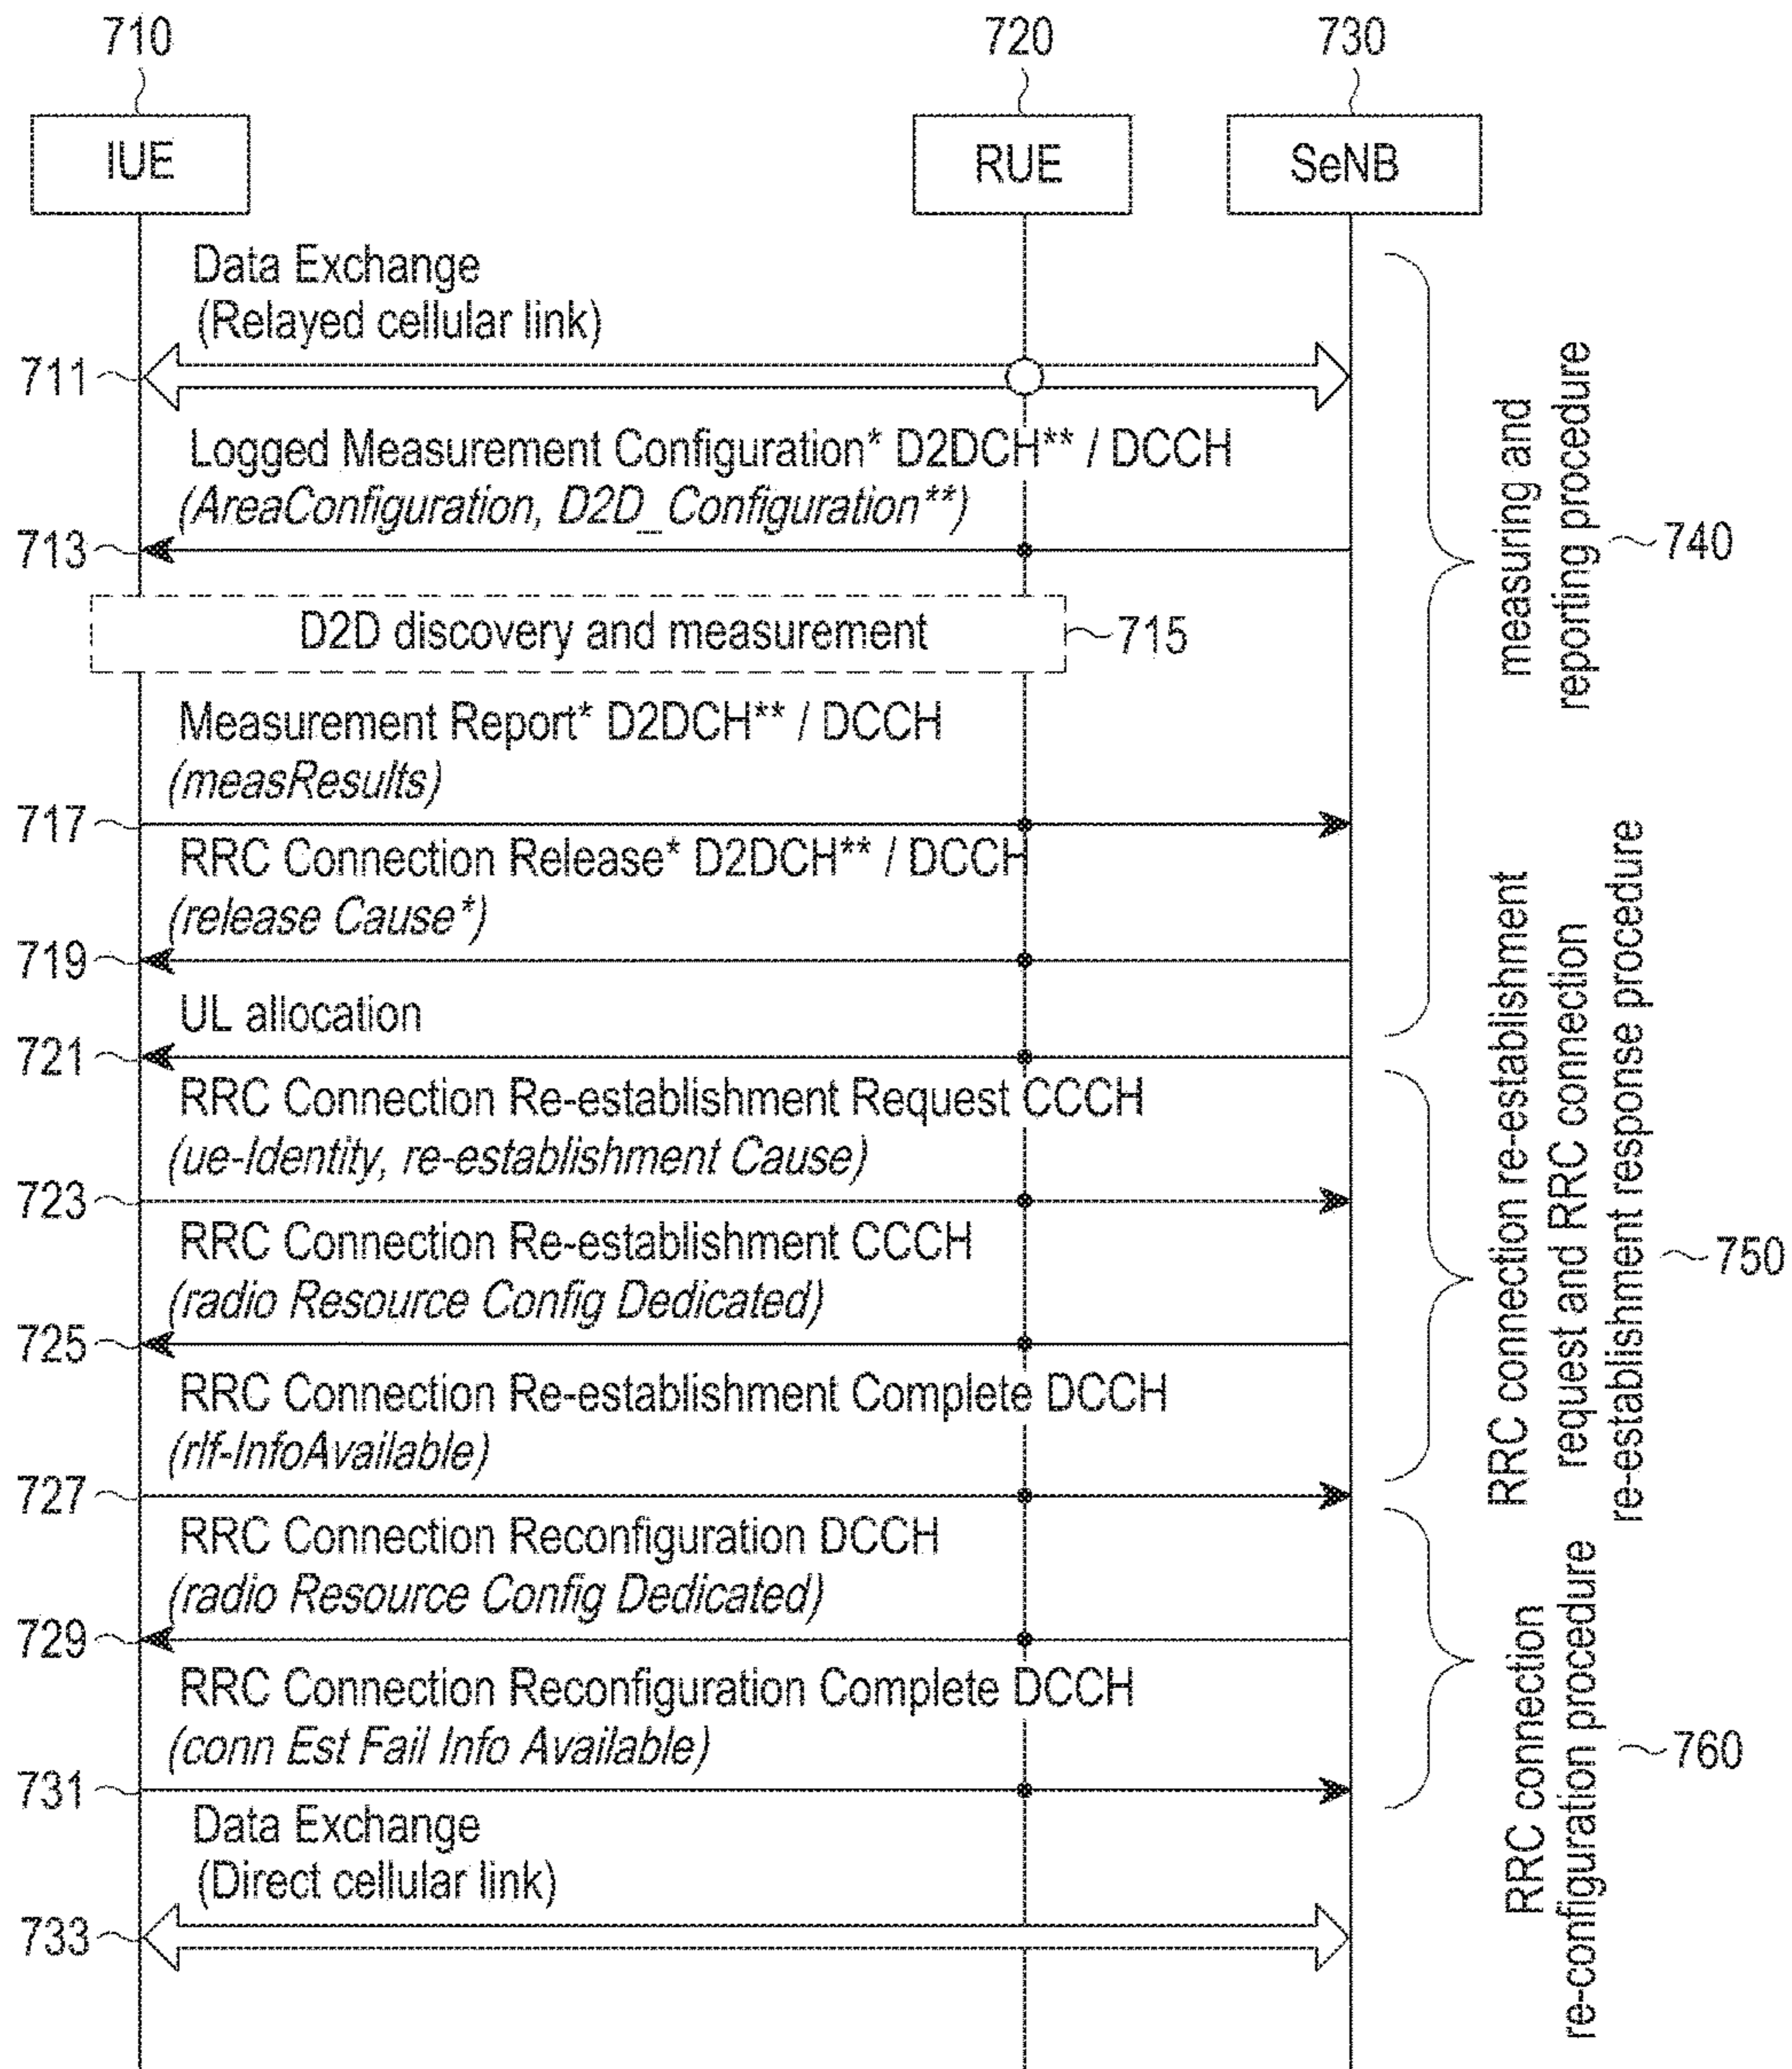 710
720
730
IUE
RUE
SeNB
Data Exchange
(Relayed cellular link)
711
Logged Measurement Configuration* D2DCH** / DCCH
(AreaConfiguration, D2D_Configuration**)
713
D2D discovery and measurement
715
Measurement Report* D2DCH** / DCCH
(measResults)
717
RRC Connection Release* D2DCH** / DCCH
(release Cause*)
719
UL allocation
721
measuring and
reporting procedure
740
RRC Connection Re-establishment Request CCCH
(ue-Identity, re-establishment Cause)
723
RRC Connection Re-establishment CCCH
(radio Resource Config Dedicated)
725
RRC Connection Re-establishment Complete DCCH
(rlf-InfoAvailable)
727
RRC connection re-establishment
request and RRC connection
re-establishment response procedure
750
RRC Connection Reconfiguration DCCH
(radio Resource Config Dedicated)
729
RRC Connection Reconfiguration Complete DCCH
(conn Est Fail Info Available)
731
RRC connection
re-configuration procedure
760
Data Exchange
(Direct cellular link)
733